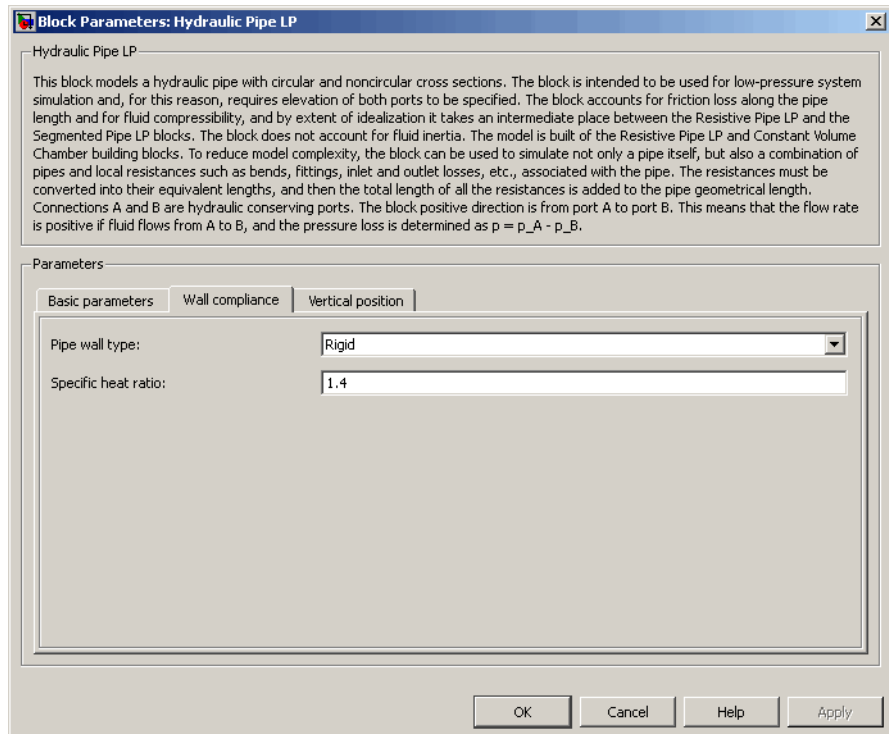 Block Parameters: Hydraulic Pipe LP
Hydraulic Pipe LP
This block models a hydraulic pipe with circular and noncircular cross sections. The block is intended to be used for low-pressure system
simulation and, for this reason, requires elevation of both ports to be specified. The block accounts for friction loss along the pipe
length and for fluid compressibility, and by extent of idealization it takes an intermediate place between the Resistive Pipe LP and the
Segmented Pipe LP blocks. The block does not account for fluid inertia. The model is built of the Resistive Pipe LP and Constant Volume
Chamber building blocks. To reduce model complexity, the block can be used to simulate not only a pipe itself, but also a combination of
pipes and local resistances such as bends, fittings, inlet and outlet losses, etc., associated with the pipe. The resistances must be
converted into their equivalent lengths, and then the total length of all the resistances is added to the pipe geometrical length.
Connections A and B are hydraulic conserving ports. The block positive direction is from port A to port B. This means that the flow rate
is positive if fluid flows from A to B, and the pressure loss is determined as p = p_A - p_B.
Parameters
Basic parameters Wall compliance Vertical position
Pipe wall type: Rigid
Specific heat ratio: 1.4
OK Cancel Help Apply